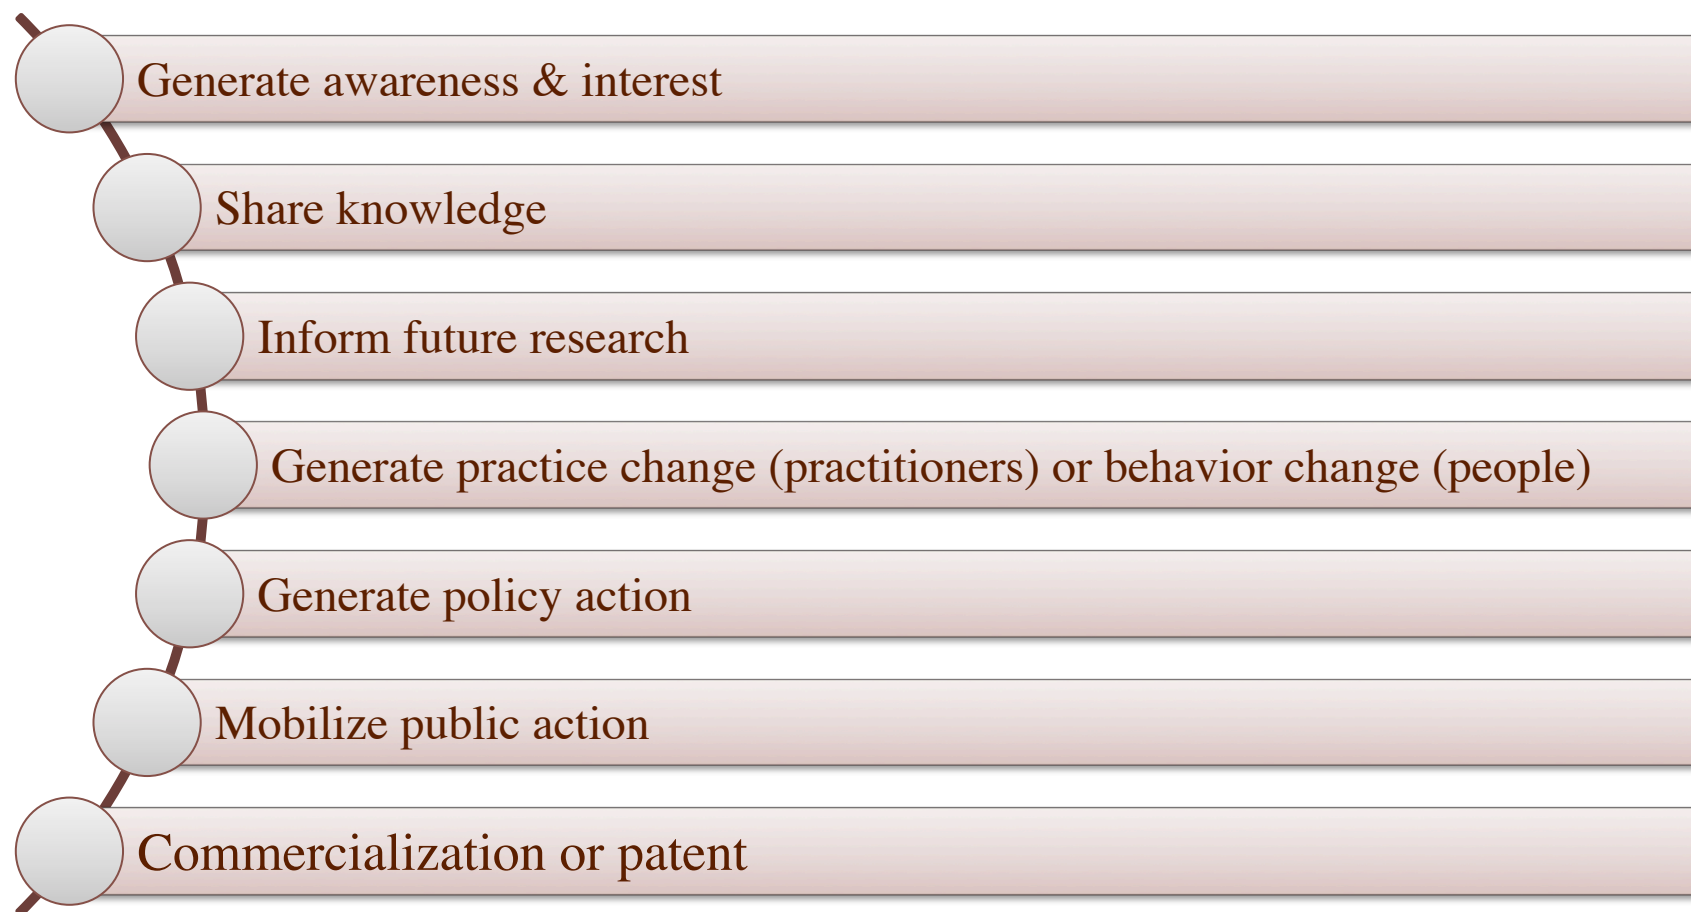 Generate awareness & interest
Share knowledge
Inform future research
Generate practice change (practitioners) or behavior change (people)
Generate policy action
Mobilize public action
Commercialization or patent